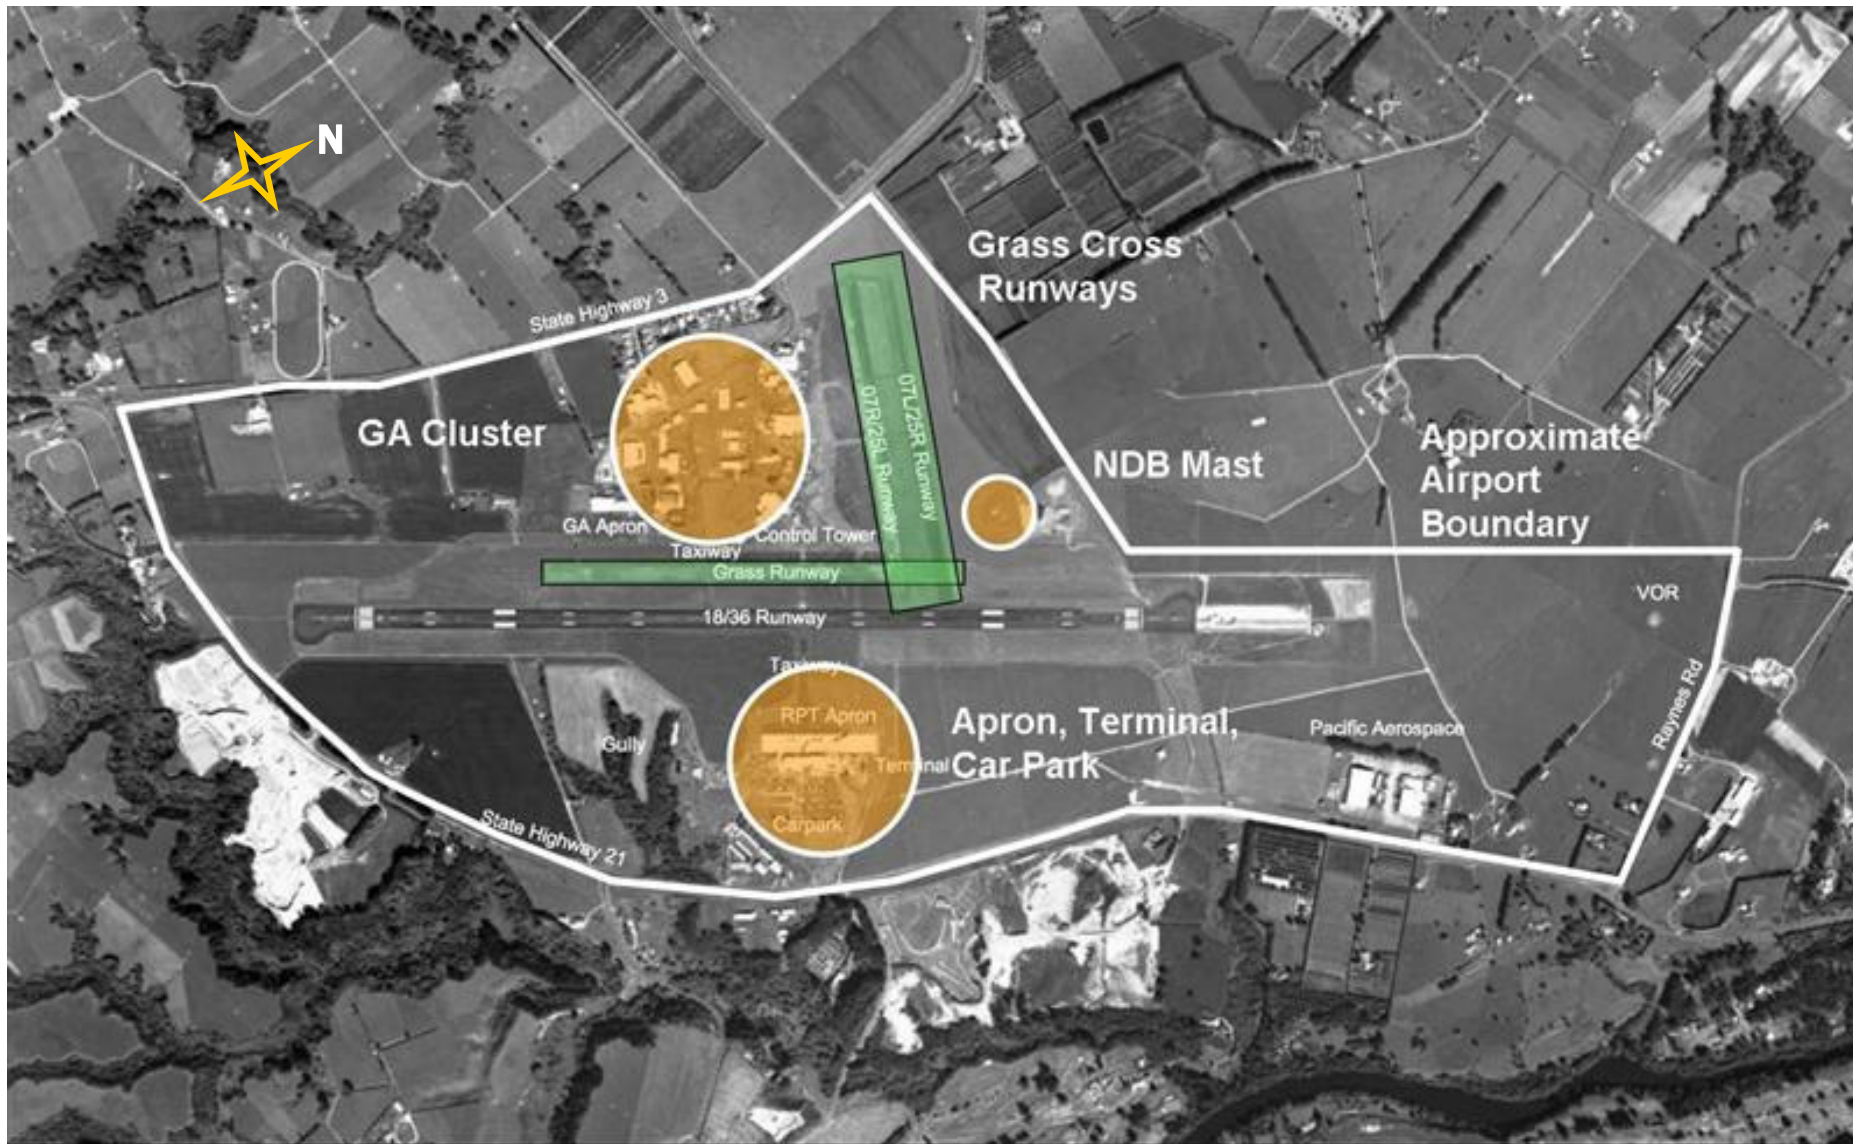 N
Grass Cross
Runways
State Highway 3
07L/25R Runway
07R/25L Runway
GA Cluster
NDB Mast
Approximate
Airport
Boundary
GA Apron
Control Tower
Taxiway
Grass Runway
18/36 Runway
VOR
Taxiway
RPT Apron
Apron, Terminal,
Car Park
Pacific Aerospace
Raynes Rd
Gully
Terminal
Carpark
State Highway 21